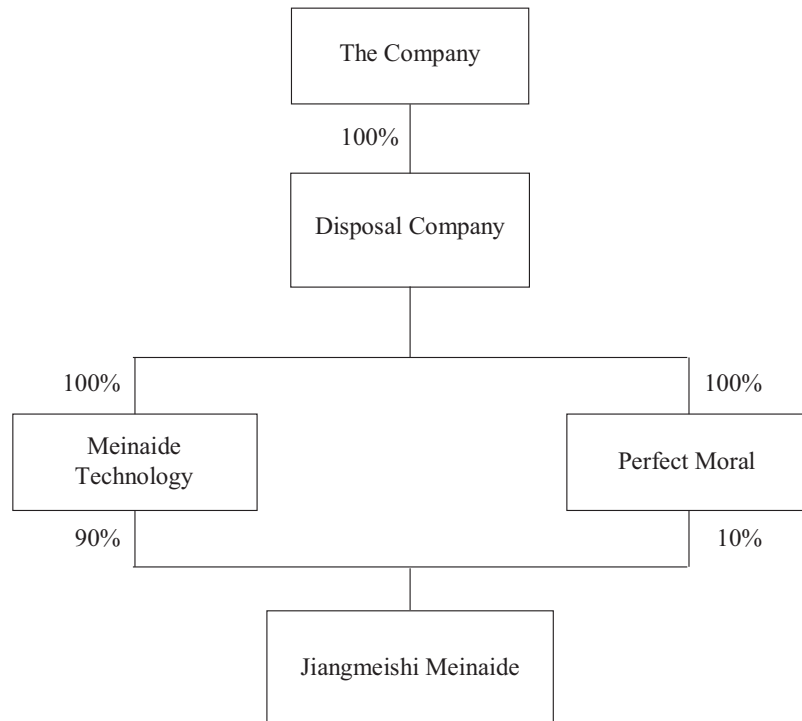 The Company
100%
Disposal Company
100%
100%
Meinaide
Technology
Perfect Moral
90%
10%
Jiangmeishi Meinaide